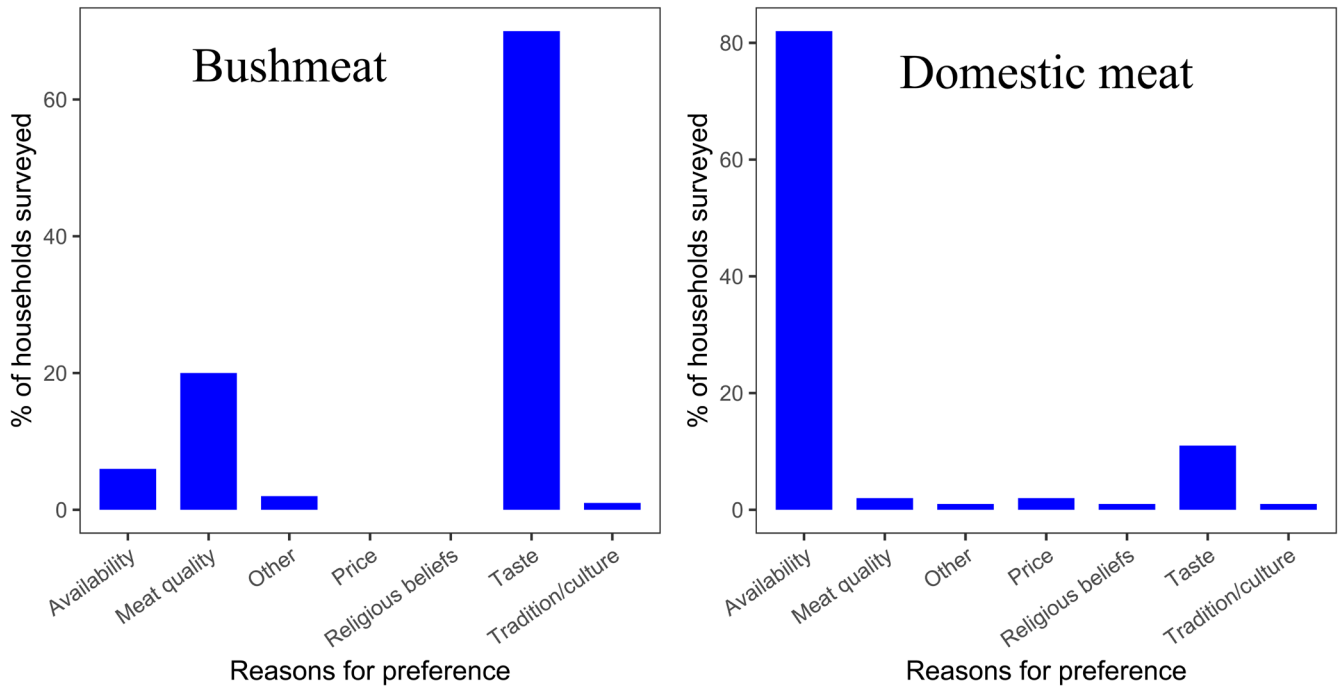 Bushmeat
% of households surveyed
60
40
20
0
Availability
Meat quality
Other
Price
Religious beliefs
Taste
Tradition/culture
Reasons for preference
Domestic meat
% of households surveyed
80
60
40
20
0
Availability
Meat quality
Other
Price
Religious beliefs
Taste
Tradition/culture
Reasons for preference